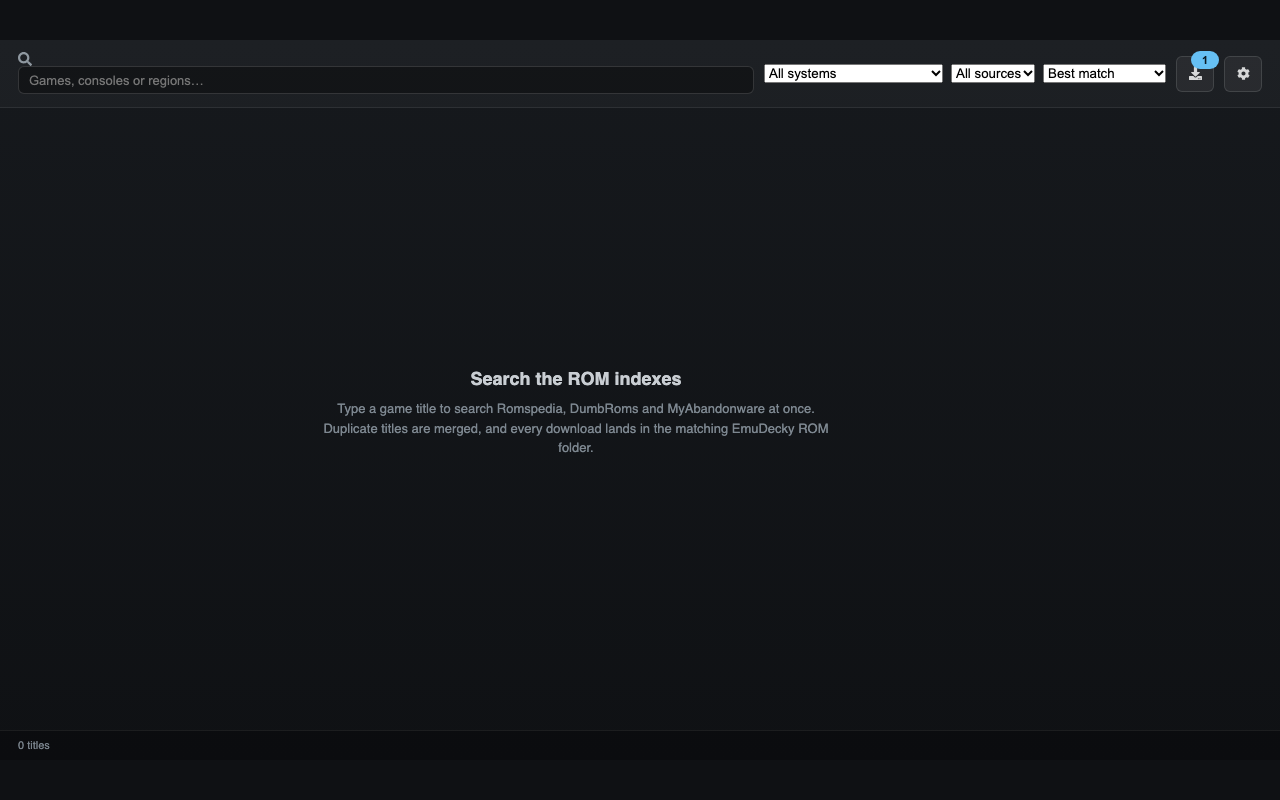 Games, consoles or regions…
All systems
All sources
Best match
1
Search the ROM indexes
Type a game title to search Romspedia, DumbRoms and MyAbandonware at once.
Duplicate titles are merged, and every download lands in the matching EmuDecky ROM
folder.
0 titles